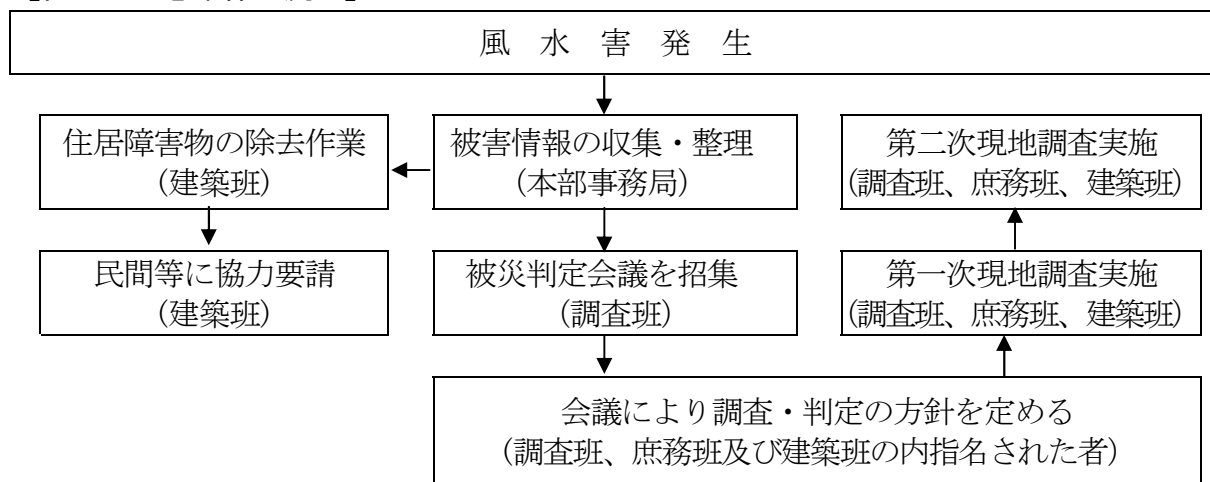 風 水 害 発 生
住居障害物の除去作業
(建築班)
被害情報の収集・整理
(本部事務局)
第二次現地調査実施
(調査班、庶務班、建築班)
民間等に協力要請
(建築班)
被災判定会議を招集
(調査班)
第一次現地調査実施
(調査班、庶務班、建築班)
会議により調査・判定の方針を定める
(調査班、庶務班及び建築班の内指名された者)